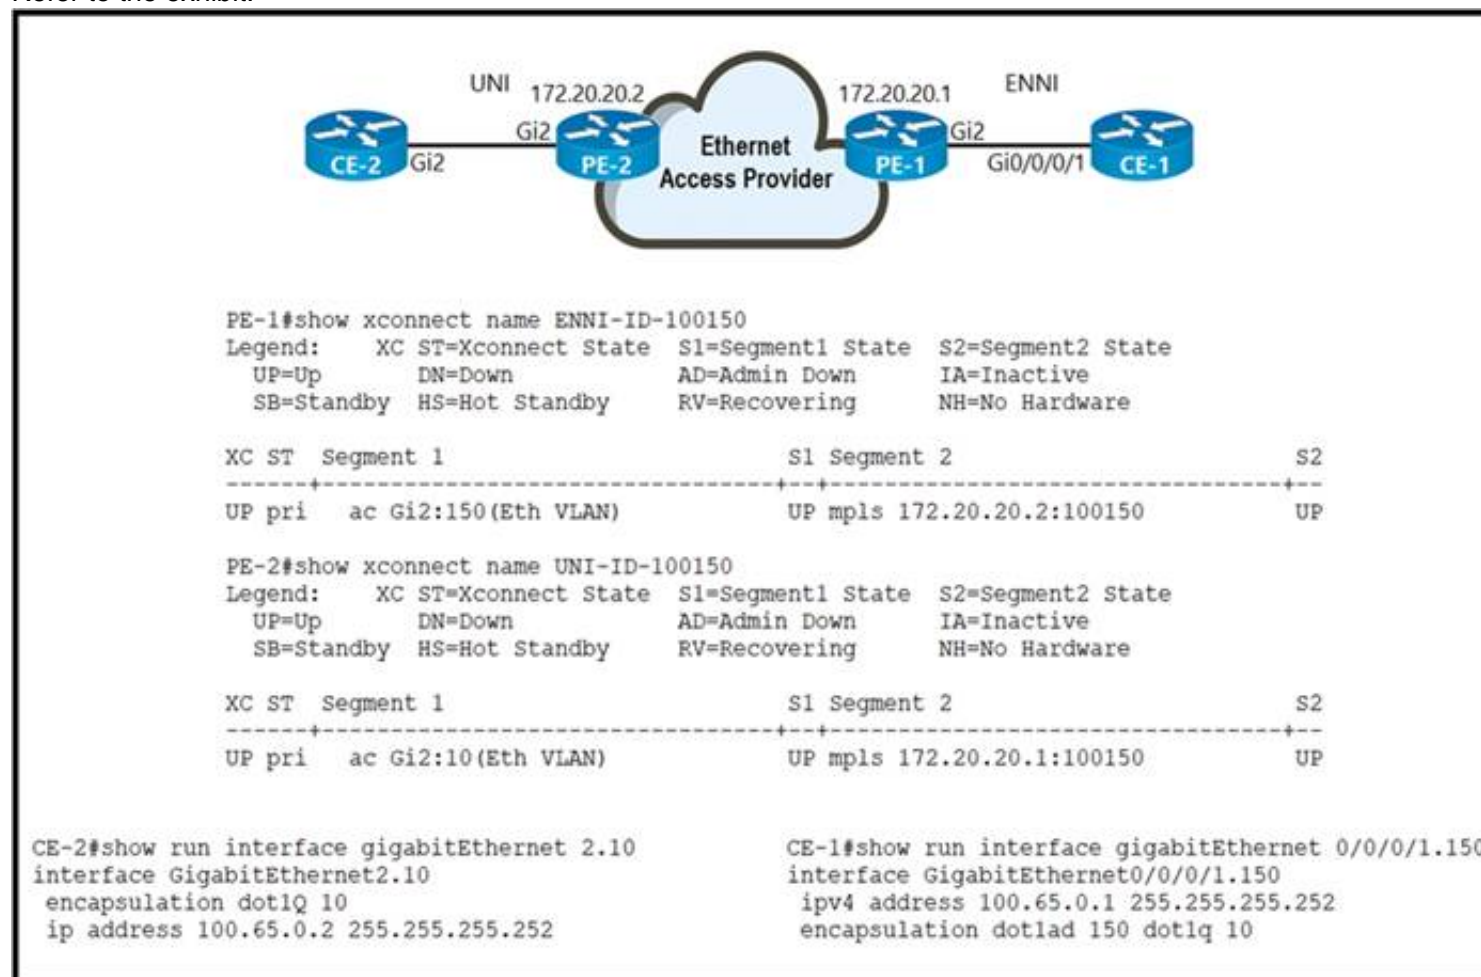 Refer to the exhibit.
UNI
172.20.20.2
172.20.20.1
ENNI
Gi2
Ethernet
Access Provider
Gi2
CE-2
Gi2
PE-2
PE-1
Gi0/0/0/1
CE-1
PE-1#show xconnect name ENNI-ID-100150
Legend:    XC ST=Xconnect State  S1=Segment1 State  S2=Segment2 State
UP=Up       DN=Down            AD=Admin Down      IA=Inactive
SB=Standby  HS=Hot Standby     RV=Recovering      NH=No Hardware
XC ST  Segment 1                         S1 Segment 2                         S2
------+---------------------------------+--+---------------------------------+--
UP pri   ac Gi2:150(Eth VLAN)            UP mpls 172.20.20.2:100150           UP
PE-2#show xconnect name UNI-ID-100150
Legend:    XC ST=Xconnect State  S1=Segment1 State  S2=Segment2 State
UP=Up       DN=Down            AD=Admin Down      IA=Inactive
SB=Standby  HS=Hot Standby     RV=Recovering      NH=No Hardware
XC ST  Segment 1                         S1 Segment 2                         S2
------+---------------------------------+--+---------------------------------+--
UP pri   ac Gi2:10(Eth VLAN)             UP mpls 172.20.20.1:100150           UP
CE-2#show run interface gigabitEthernet 2.10
interface GigabitEthernet2.10
encapsulation dot1Q 10
ip address 100.65.0.2 255.255.255.252
CE-1#show run interface gigabitEthernet 0/0/0/1.150
interface GigabitEthernet0/0/0/1.150
ipv4 address 100.65.0.1 255.255.255.252
encapsulation dot1ad 150 dot1q 10